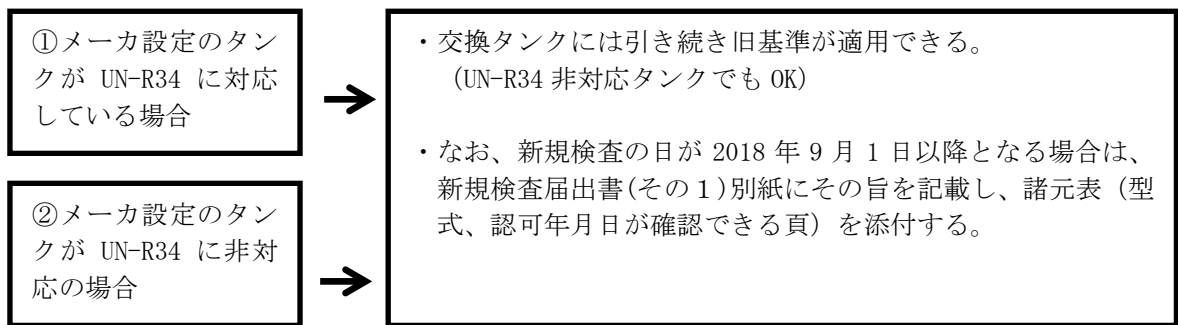 ①メーカ設定のタン
クが UN-R34 に対応
している場合
②メーカ設定のタン
クが UN-R34 に非対
応の場合
・交換タンクには引き続き旧基準が適用できる。
（UN-R34 非対応タンクでも OK）
・なお、新規検査の日が 2018 年 9 月 1 日以降となる場合は、
新規検査届出書(その１)別紙にその旨を記載し、諸元表（型
式、認可年月日が確認できる頁）を添付する。